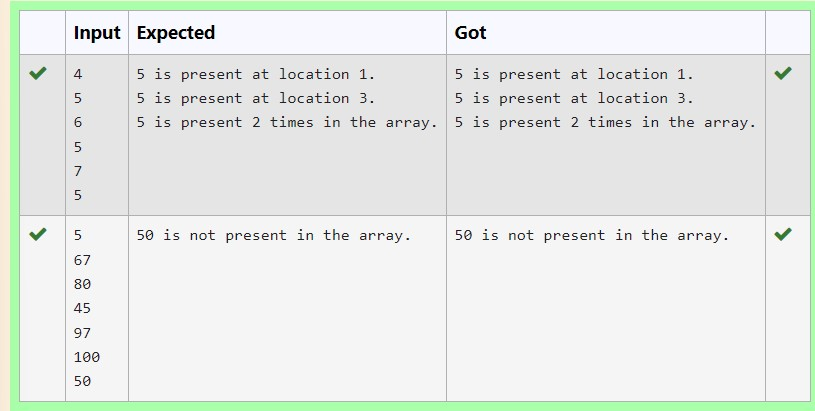 Input Expected Got
4 5 is present at location 1. 5 is present at location 1.
5 5 is present at location 3. 5 is present at location 3.
6 5 is present 2 times in the array. 5 is present 2 times in the array.
5
7
5
5 50 is not present in the array. 50 is not present in the array.
67
80
45
97
100
50